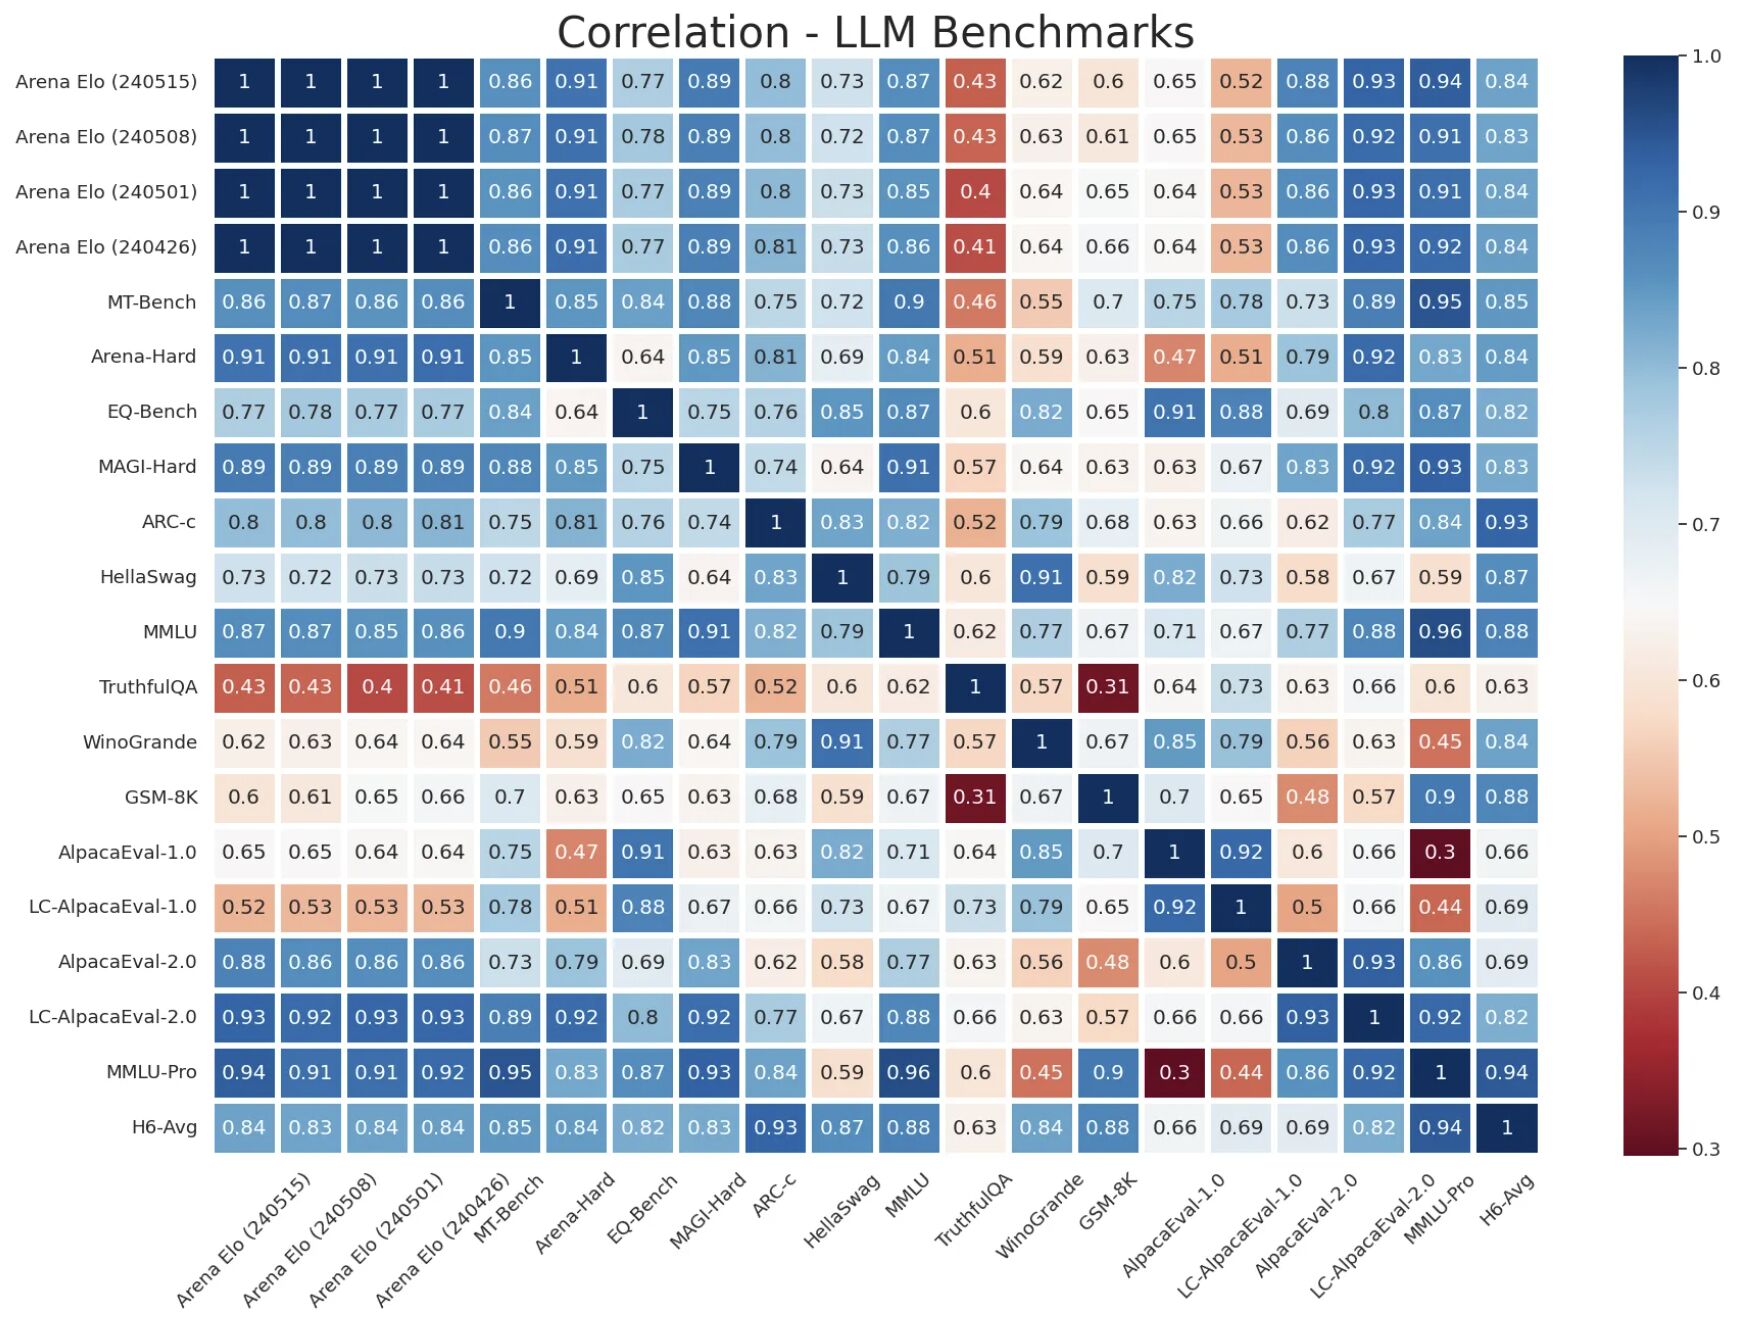 Correlation - LLM Benchmarks
Arena Elo (240515) 1 1 1 1 0.86 0.91 0.77 0.89 0.8 0.73 0.87 0.43 0.62 0.6 0.65 0.52 0.88 0.93 0.94 0.84
Arena Elo (240508) 1 1 1 1 0.87 0.91 0.78 0.89 0.8 0.72 0.87 0.43 0.63 0.61 0.65 0.53 0.86 0.92 0.91 0.83
Arena Elo (240501) 1 1 1 1 0.86 0.91 0.77 0.89 0.8 0.73 0.85 0.4 0.64 0.65 0.64 0.53 0.86 0.93 0.91 0.84
Arena Elo (240426) 1 1 1 1 0.86 0.91 0.77 0.89 0.81 0.73 0.86 0.41 0.64 0.66 0.64 0.53 0.86 0.93 0.92 0.84
MT-Bench 0.86 0.87 0.86 0.86 1 0.85 0.84 0.88 0.75 0.72 0.9 0.46 0.55 0.7 0.75 0.78 0.73 0.89 0.95 0.85
Arena-Hard 0.91 0.91 0.91 0.91 0.85 1 0.64 0.85 0.81 0.69 0.84 0.51 0.59 0.63 0.47 0.51 0.79 0.92 0.83 0.84
EQ-Bench 0.77 0.78 0.77 0.77 0.84 0.64 1 0.75 0.76 0.85 0.87 0.6 0.82 0.65 0.91 0.88 0.69 0.8 0.87 0.82
MAGI-Hard 0.89 0.89 0.89 0.89 0.88 0.85 0.75 1 0.74 0.64 0.91 0.57 0.64 0.63 0.63 0.67 0.83 0.92 0.93 0.83
ARC-c 0.8 0.8 0.8 0.81 0.75 0.81 0.76 0.74 1 0.83 0.82 0.52 0.79 0.68 0.63 0.66 0.62 0.77 0.84 0.93
HellaSwag 0.73 0.72 0.73 0.73 0.72 0.69 0.85 0.64 0.83 1 0.79 0.6 0.91 0.59 0.82 0.73 0.58 0.67 0.59 0.87
MMLU 0.87 0.87 0.85 0.86 0.9 0.84 0.87 0.91 0.82 0.79 1 0.62 0.77 0.67 0.71 0.67 0.77 0.88 0.96 0.88
TruthfulQA 0.43 0.43 0.4 0.41 0.46 0.51 0.6 0.57 0.52 0.6 0.62 1 0.57 0.31 0.64 0.73 0.63 0.66 0.6 0.63
WinoGrande 0.62 0.63 0.64 0.64 0.55 0.59 0.82 0.64 0.79 0.91 0.77 0.57 1 0.67 0.85 0.79 0.56 0.63 0.45 0.84
GSM-8K 0.6 0.61 0.65 0.66 0.7 0.63 0.65 0.63 0.68 0.59 0.67 0.31 0.67 1 0.7 0.65 0.48 0.57 0.9 0.88
AlpacaEval-1.0 0.65 0.65 0.64 0.64 0.75 0.47 0.91 0.63 0.63 0.82 0.71 0.64 0.85 0.7 1 0.92 0.6 0.66 0.3 0.66
LC-AlpacaEval-1.0 0.52 0.53 0.53 0.53 0.78 0.51 0.88 0.67 0.66 0.73 0.67 0.73 0.79 0.65 0.92 1 0.5 0.66 0.44 0.69
AlpacaEval-2.0 0.88 0.86 0.86 0.86 0.73 0.79 0.69 0.83 0.62 0.58 0.77 0.63 0.56 0.48 0.6 0.5 1 0.93 0.86 0.69
LC-AlpacaEval-2.0 0.93 0.92 0.93 0.93 0.89 0.92 0.8 0.92 0.77 0.67 0.88 0.66 0.63 0.57 0.66 0.66 0.93 1 0.92 0.82
MMLU-Pro 0.94 0.91 0.91 0.92 0.95 0.83 0.87 0.93 0.84 0.59 0.96 0.6 0.45 0.9 0.3 0.44 0.86 0.92 1 0.94
H6-Avg 0.84 0.83 0.84 0.84 0.85 0.84 0.82 0.83 0.93 0.87 0.88 0.63 0.84 0.88 0.66 0.69 0.69 0.82 0.94 1
Arena Elo (240515)
Arena Elo (240508)
Arena Elo (240501)
Arena Elo (240426)
MT-Bench
Arena-Hard
EQ-Bench
MAGI-Hard
ARC-c
HellaSwag
MMLU
TruthfulQA
WinoGrande
GSM-8K
AlpacaEval-1.0
LC-AlpacaEval-1.0
AlpacaEval-2.0
LC-AlpacaEval-2.0
MMLU-Pro
H6-Avg
1.0
0.9
0.8
0.7
0.6
0.5
0.4
0.3